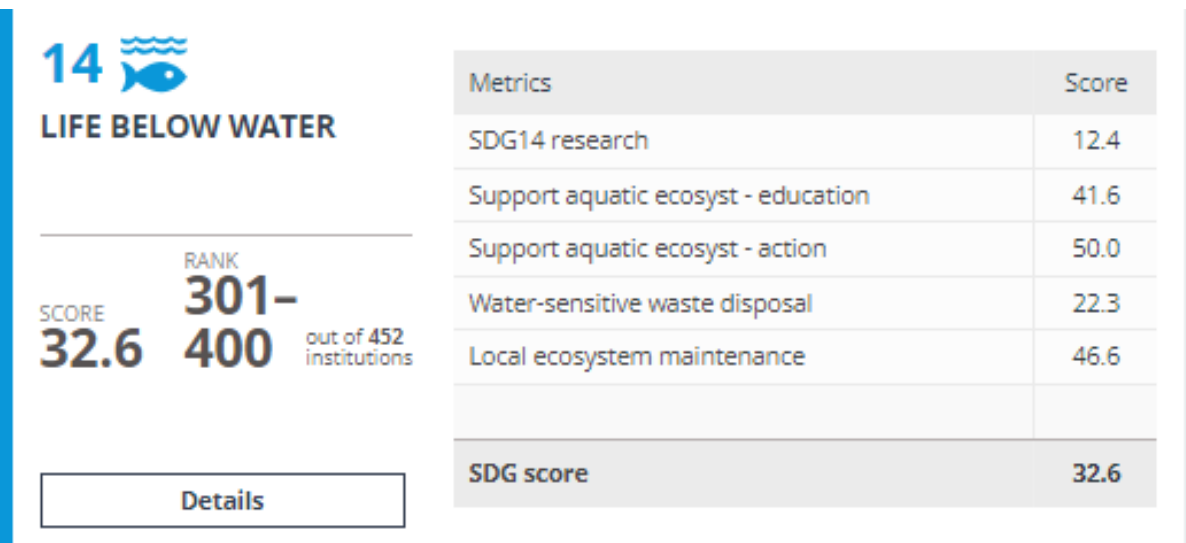 14
LIFE BELOW WATER
SCORE
32.6
RANK
301–
400
out of 452
institutions
Details
Metrics Score
SDG14 research 12.4
Support aquatic ecosyst - education 41.6
Support aquatic ecosyst - action 50.0
Water-sensitive waste disposal 22.3
Local ecosystem maintenance 46.6
SDG score 32.6